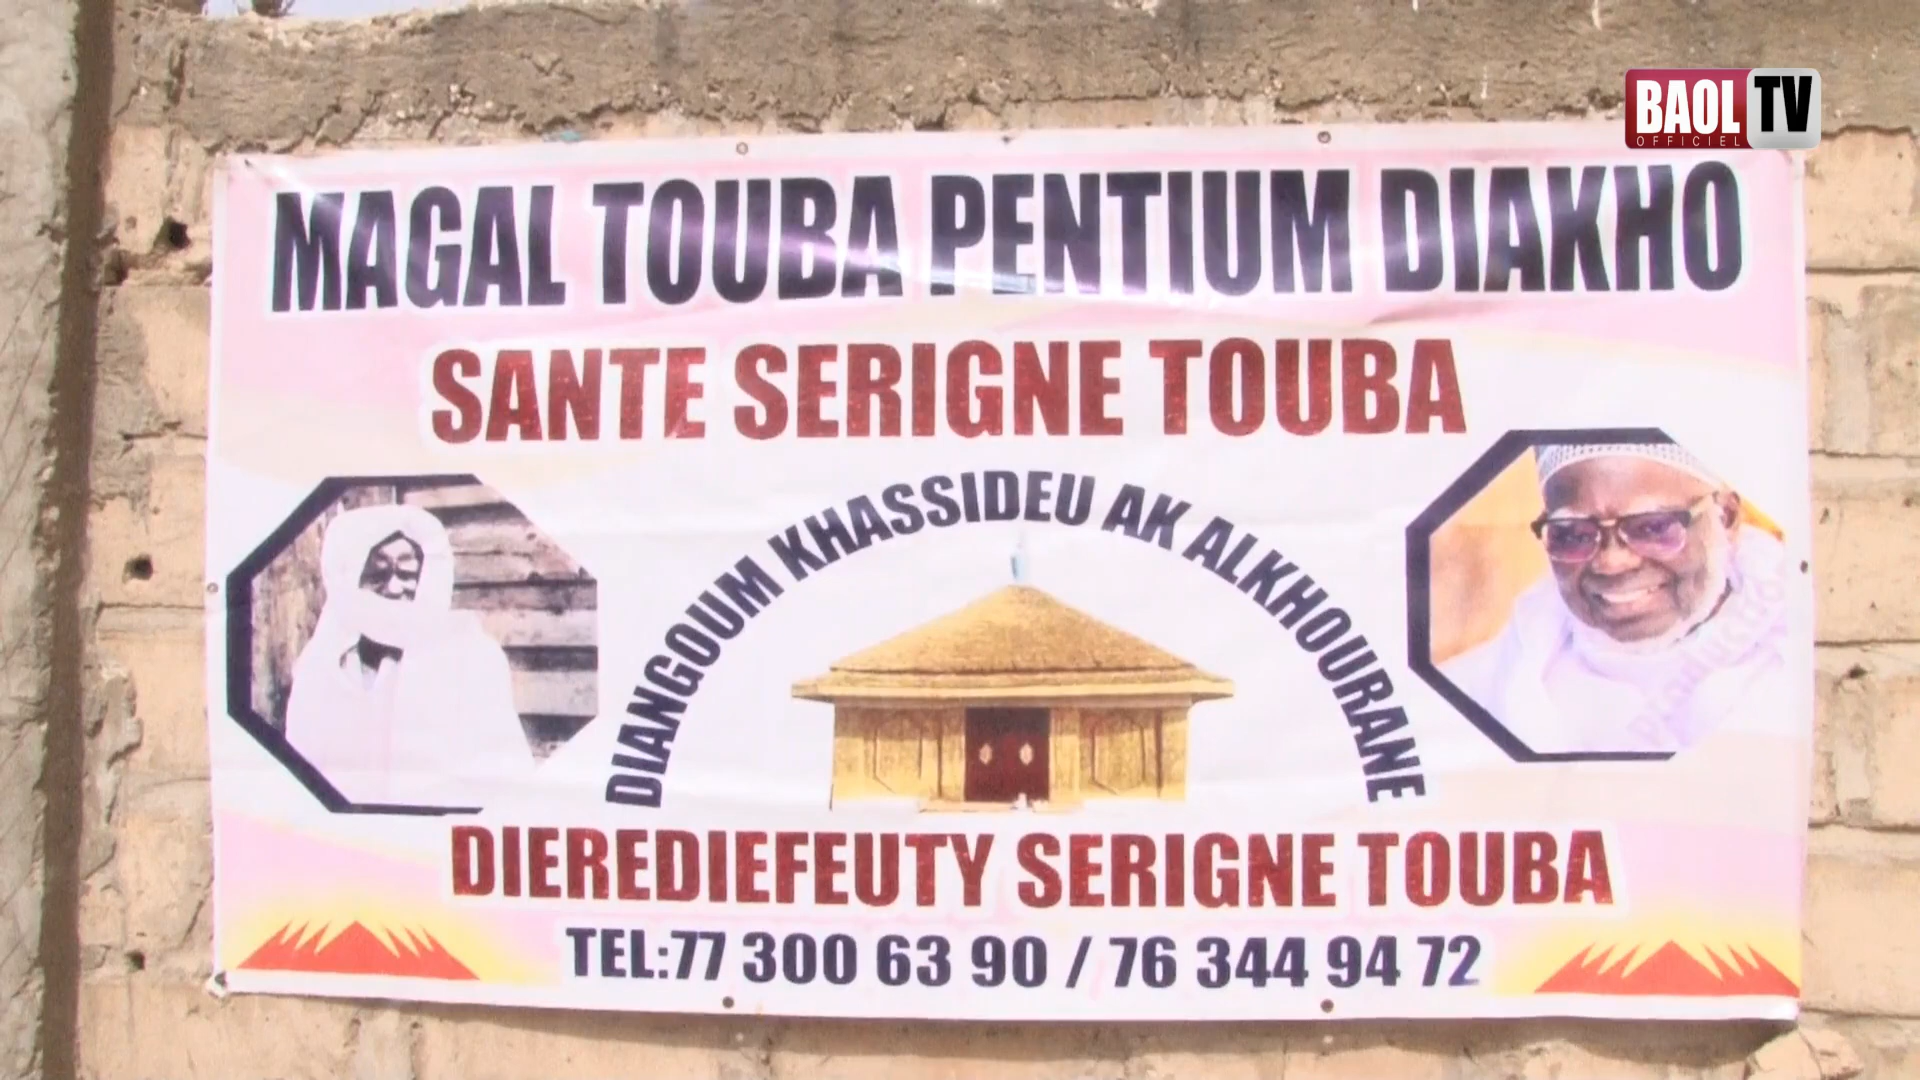 BAOL TV
OFFICIEL
MAGAL TOUBA PENTIUM DIAKHO
SANTE SERIGNE TOUBA
DIANGOUM KHASSIDEU AK ALKHOURANE
DIEREDIEFEUTY SERIGNE TOUBA
TEL:77 300 63 90 / 76 344 94 72